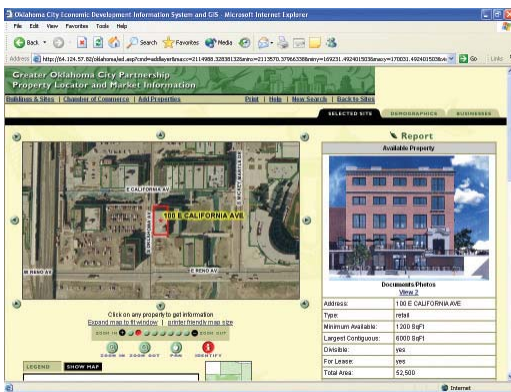 Oklahoma City Economic Development Information System and GIS - Microsoft Internet Explorer
File Edit View Favorites Tools Help
Back Search Favorites Media
Address Go Links
Greater Oklahoma City Partnership
Property Locator and Market Information
Buildings & Sites | Chamber of Commerce | Add Properties
Print | Help | New Search | Back to Sites
SELECTED SITE DEMOGRAPHICS BUSINESSES
Report
Available Property
E CALIFORNIA AV
100 E CALIFORNIA AVE
S OKLAHOMA AV
S MICKEY MANTLE DR
W RENO AV
E RENO AV
Documents/Photos
View 2
Address: 100 E CALIFORNIA AVE
Type: retail
Minimum Available: 1200 SqFt
Largest Contiguous: 6000 SqFt
Divisible: yes
For Lease: yes
Total Area: 52,500
Click on any property to get information
Expand map to fit window | printer friendly map size
ZOOM IN ZOOM OUT
ZOOM IN ZOOM OUT PAN IDENTIFY
LEGEND SHOW MAP
Internet